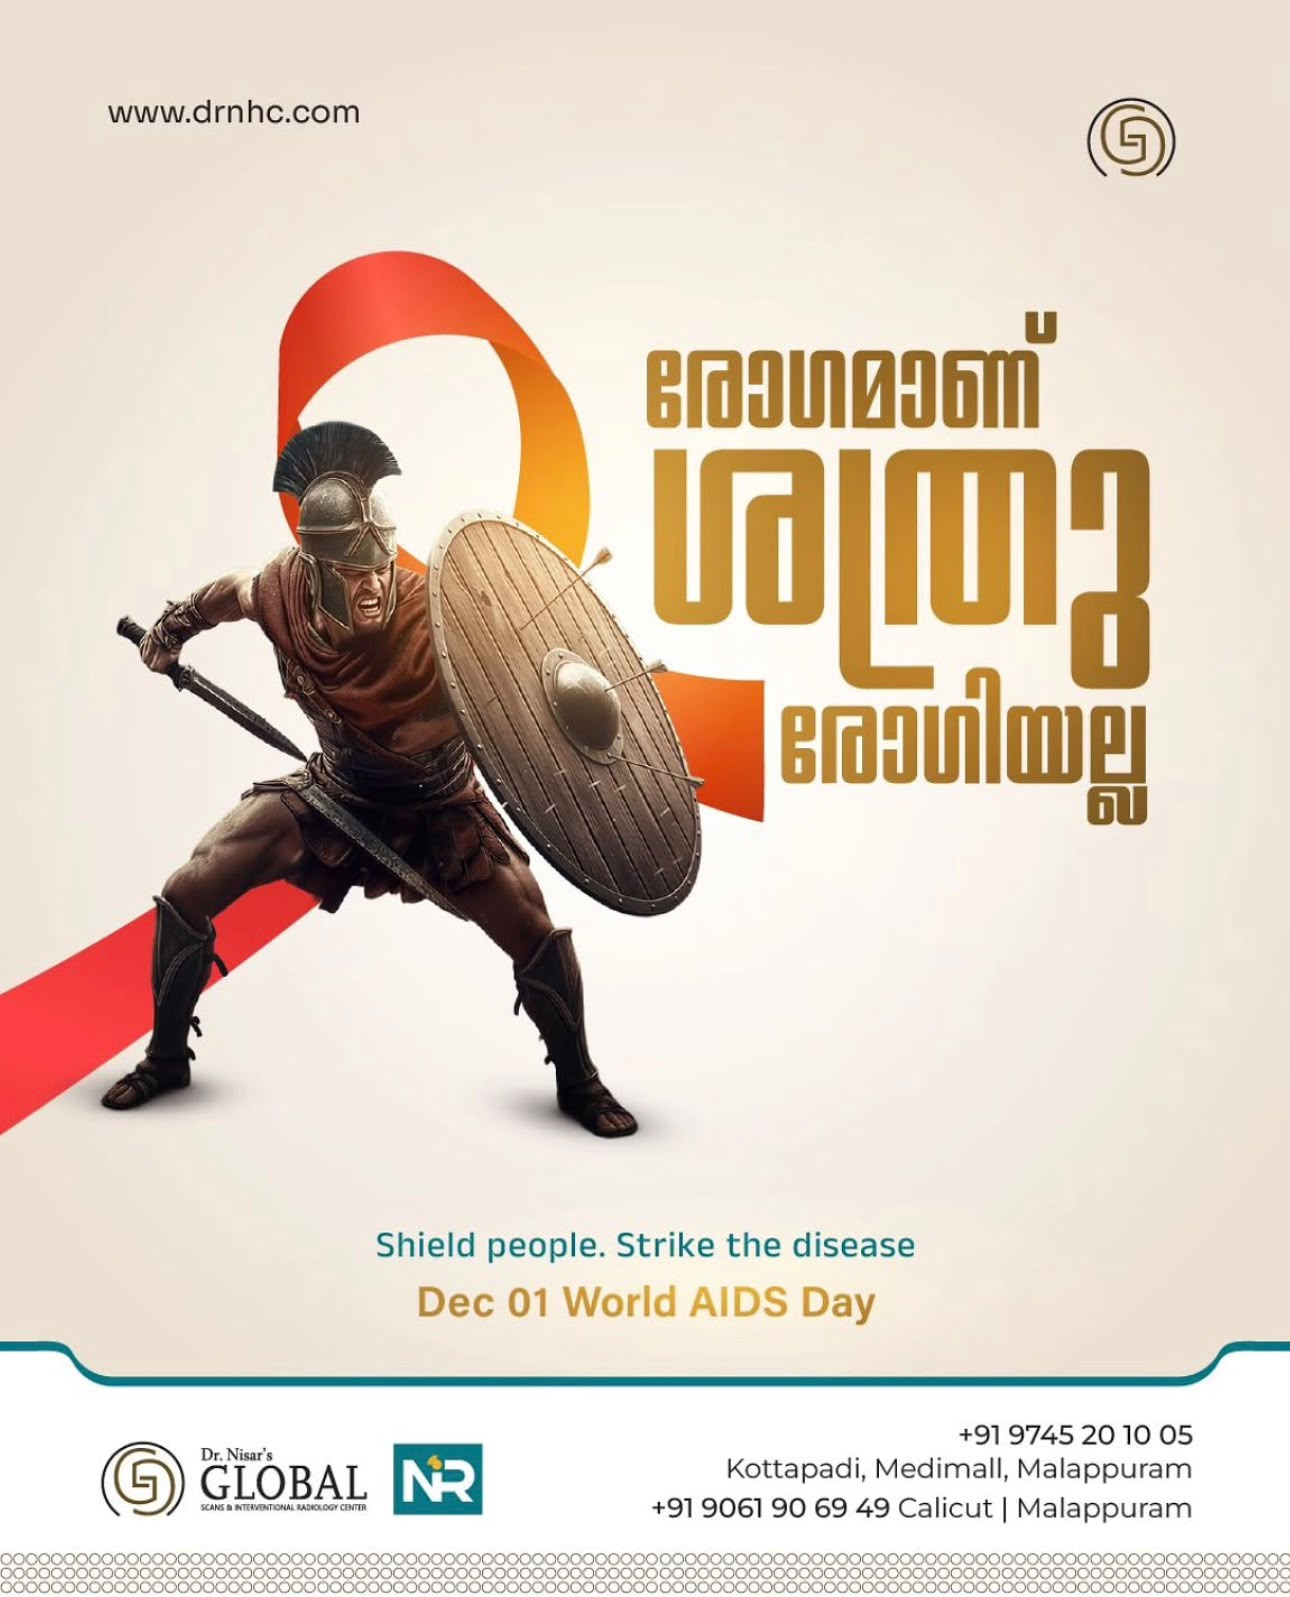 www.drnhc.com
രോഗമാണ്
ശത്രു
രോഗിയല്ല
Shield people. Strike the disease
Dec 01 World AIDS Day
Dr. Nisar's
GLOBAL
SCANS & INTERVENTIONAL RADIOLOGY CENTER
NiR
+91 9745 20 10 05
Kottapadi, Medimall, Malappuram
+91 9061 90 69 49 Calicut | Malappuram